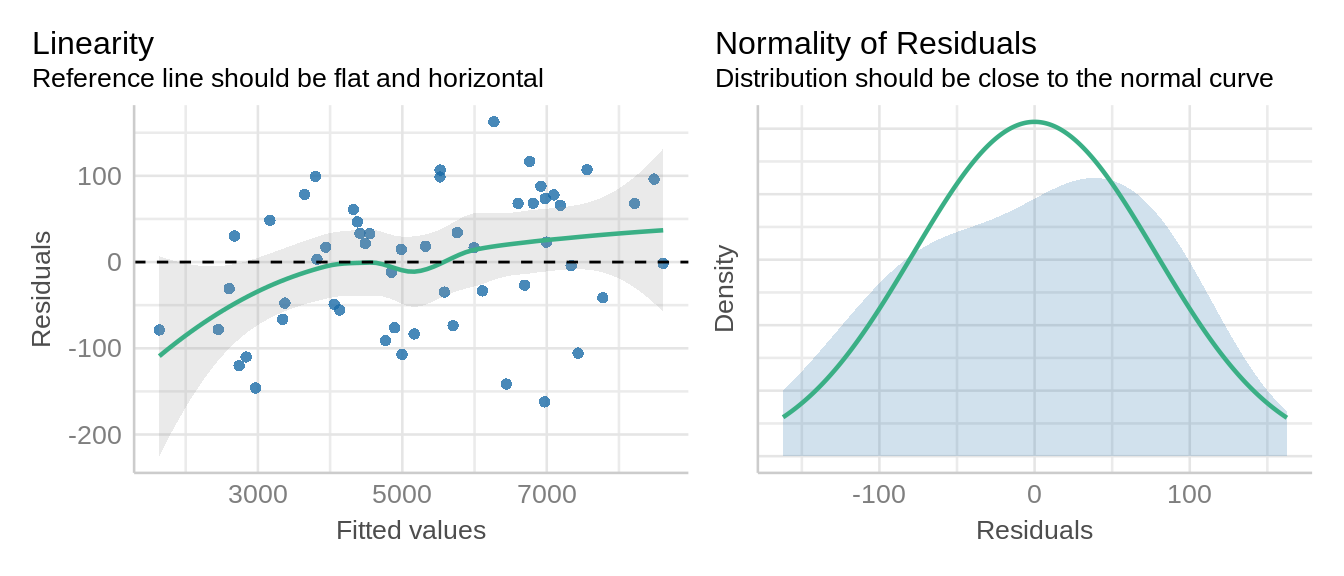 Linearity
Reference line should be flat and horizontal
100
0
-100
-200
Residuals
3000 5000 7000
Fitted values
Normality of Residuals
Distribution should be close to the normal curve
Density
-100 0 100
Residuals